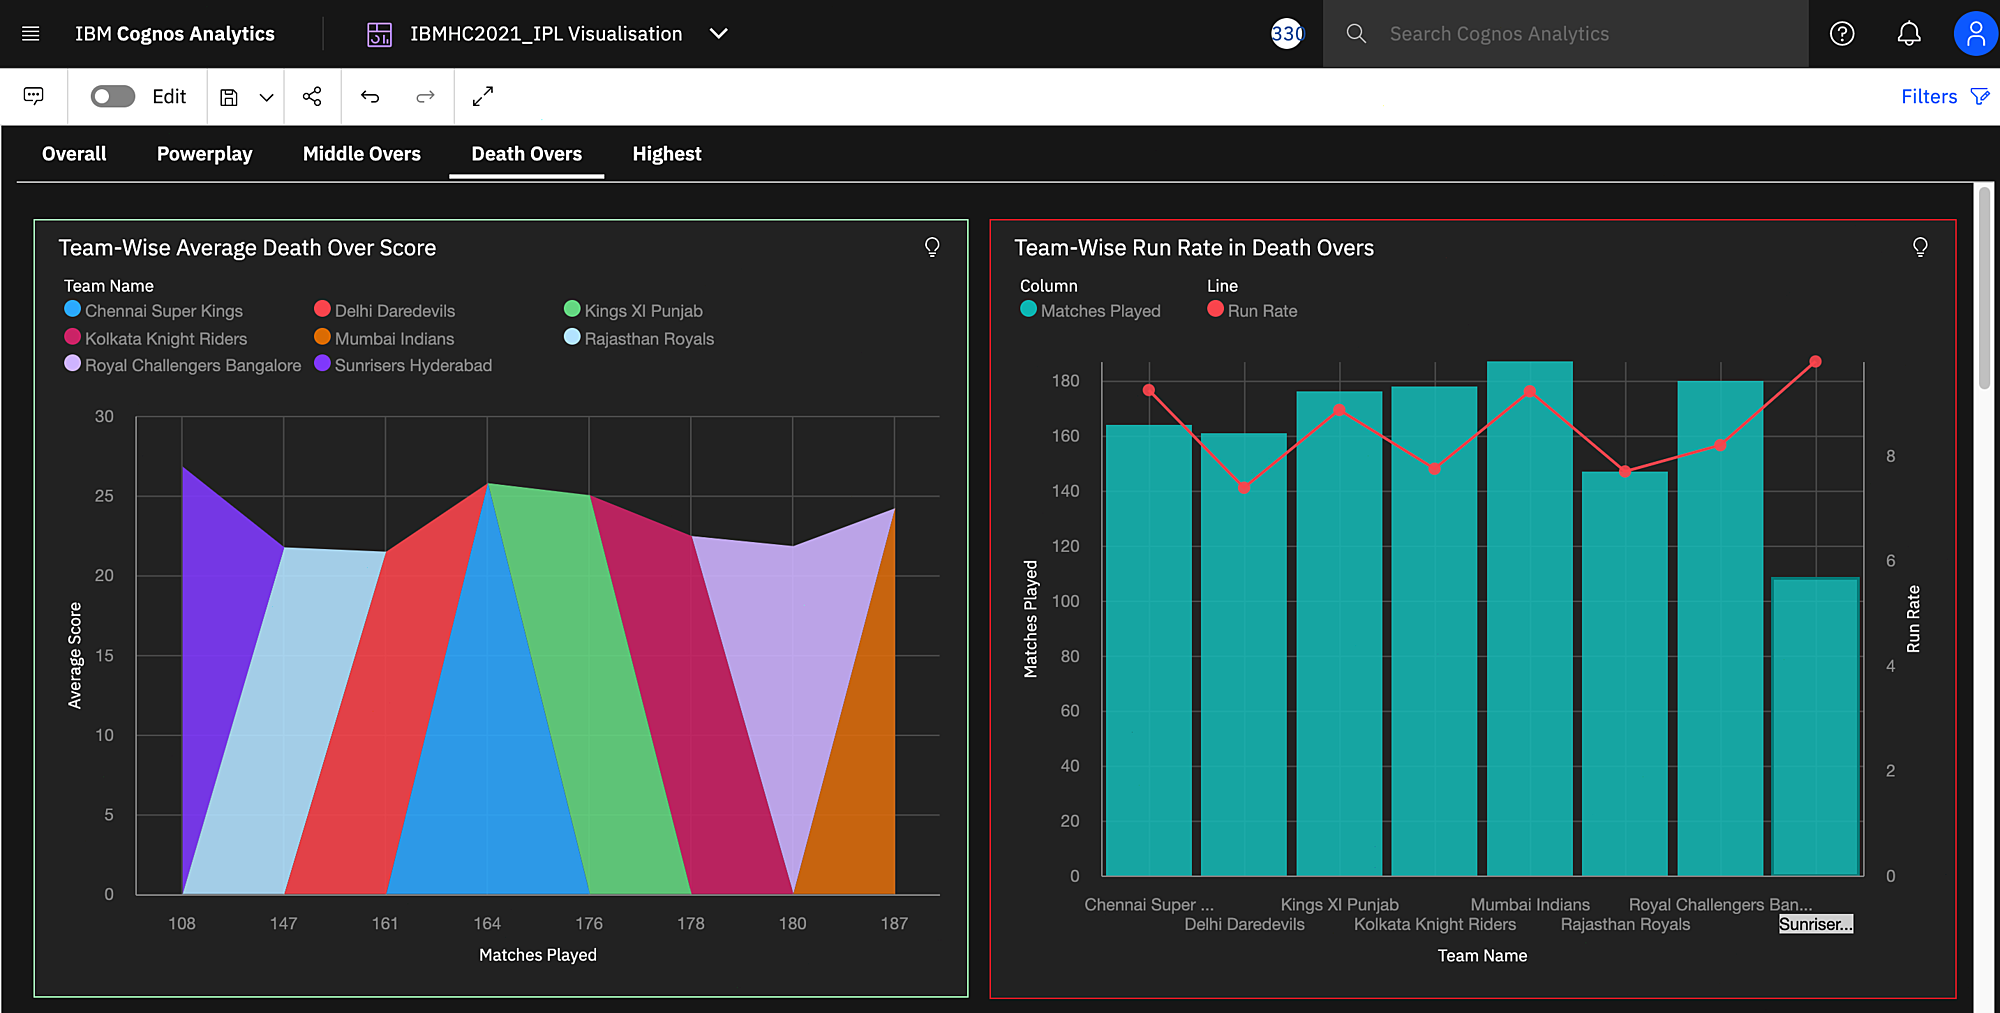 IBM Cognos Analytics
IBMHC2021_IPL Visualisation
330
Search Cognos Analytics
Edit
Filters
Overall Powerplay Middle Overs Death Overs Highest
Team-Wise Average Death Over Score
Team Name
Chennai Super Kings Delhi Daredevils Kings XI Punjab
Kolkata Knight Riders Mumbai Indians Rajasthan Royals
Royal Challengers Bangalore Sunrisers Hyderabad
30
25
20
15
10
5
0
Average Score
108 147 161 164 176 178 180 187
Matches Played
Team-Wise Run Rate in Death Overs
Column Line
Matches Played Run Rate
180
160
140
120
100
80
60
40
20
0
Matches Played
8
6
4
2
0
Run Rate
Chennai Super ... Kings XI Punjab Mumbai Indians Royal Challengers Ban...
Delhi Daredevils Kolkata Knight Riders Rajasthan Royals Sunriser...
Team Name